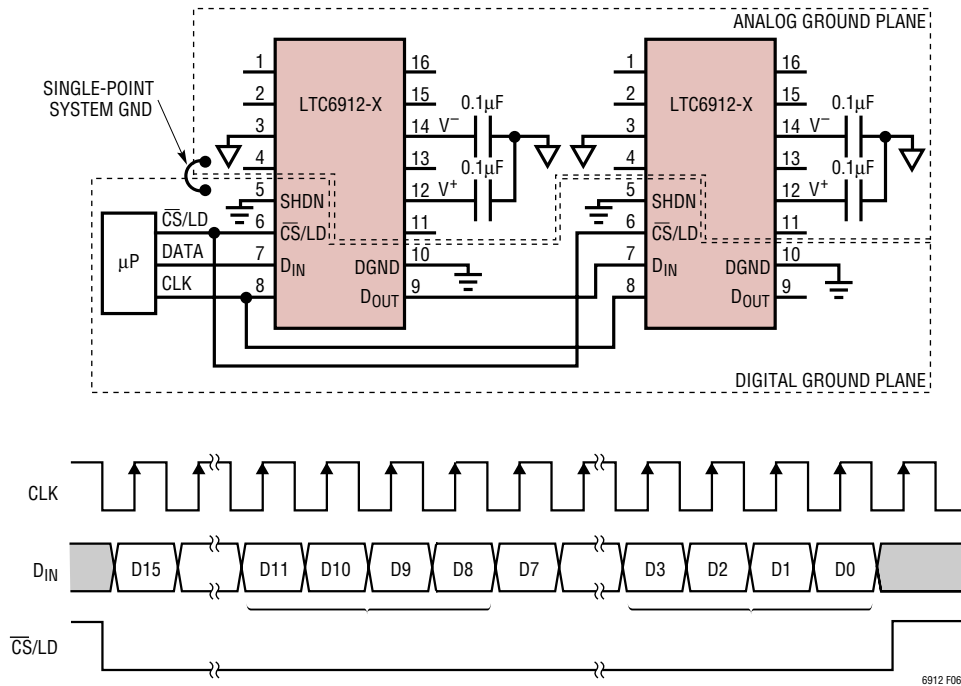 ANALOG GROUND PLANE
SINGLE-POINT
SYSTEM GND
LTC6912-X
1
2
3
4
5
6
7
8
16
15
14
13
12
11
10
9
SHDN
C̅S̅/LD
DIN
DGND
DOUT
V–
V+
0.1µF
0.1µF
LTC6912-X
1
2
3
4
5
6
7
8
16
15
14
13
12
11
10
9
SHDN
C̅S̅/LD
DIN
DGND
DOUT
V–
V+
0.1µF
0.1µF
µP
C̅S̅/LD
DATA
CLK
DIGITAL GROUND PLANE
CLK
DIN
D15 D11 D10 D9 D8 D7 D3 D2 D1 D0
C̅S̅/LD
6912 F06